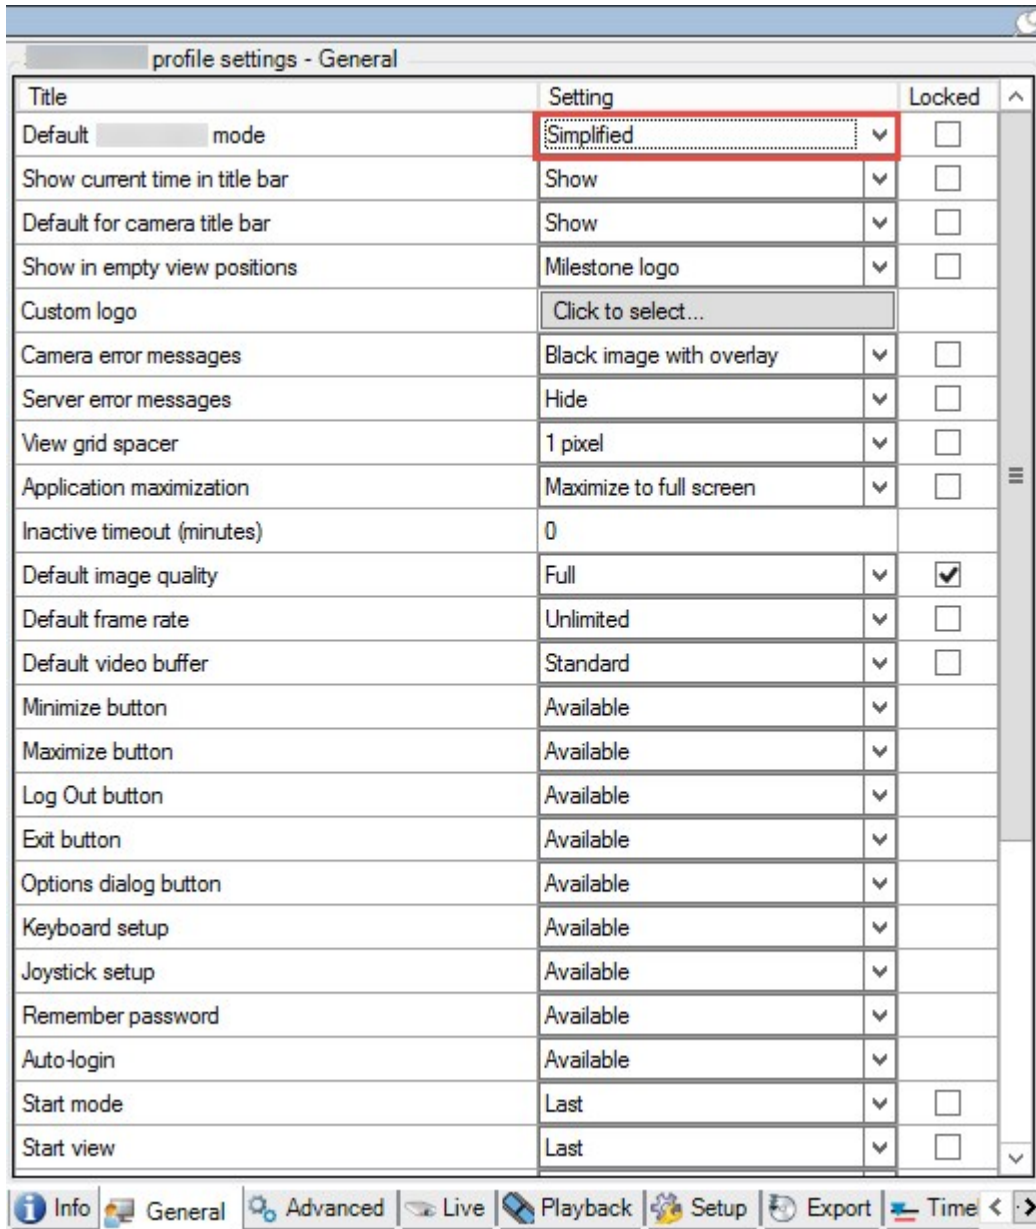 profile settings - General
Title Setting Locked
Default mode Simplified
Show current time in title bar Show
Default for camera title bar Show
Show in empty view positions Milestone logo
Custom logo Click to select...
Camera error messages Black image with overlay
Server error messages Hide
View grid spacer 1 pixel
Application maximization Maximize to full screen
Inactive timeout (minutes) 0
Default image quality Full
Default frame rate Unlimited
Default video buffer Standard
Minimize button Available
Maximize button Available
Log Out button Available
Exit button Available
Options dialog button Available
Keyboard setup Available
Joystick setup Available
Remember password Available
Auto-login Available
Start mode Last
Start view Last
Info General Advanced Live Playback Setup Export Timel